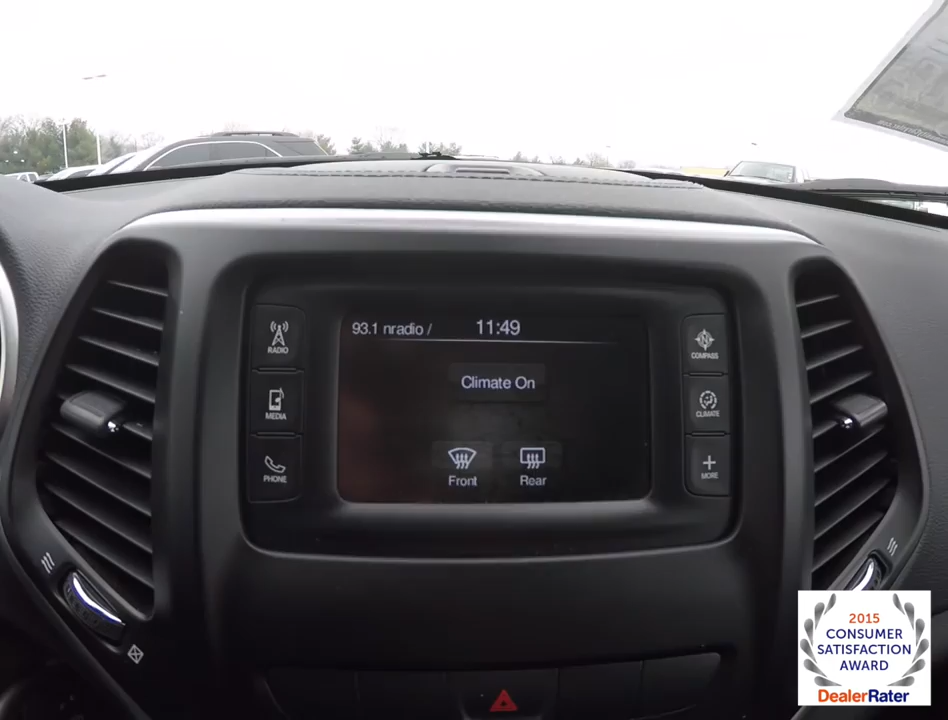 93.1 nradio / 11:49
RADIO
COMPASS
Climate On
MEDIA
CLIMATE
PHONE
MORE
Front Rear
2015
CONSUMER
SATISFACTION
AWARD
DealerRater